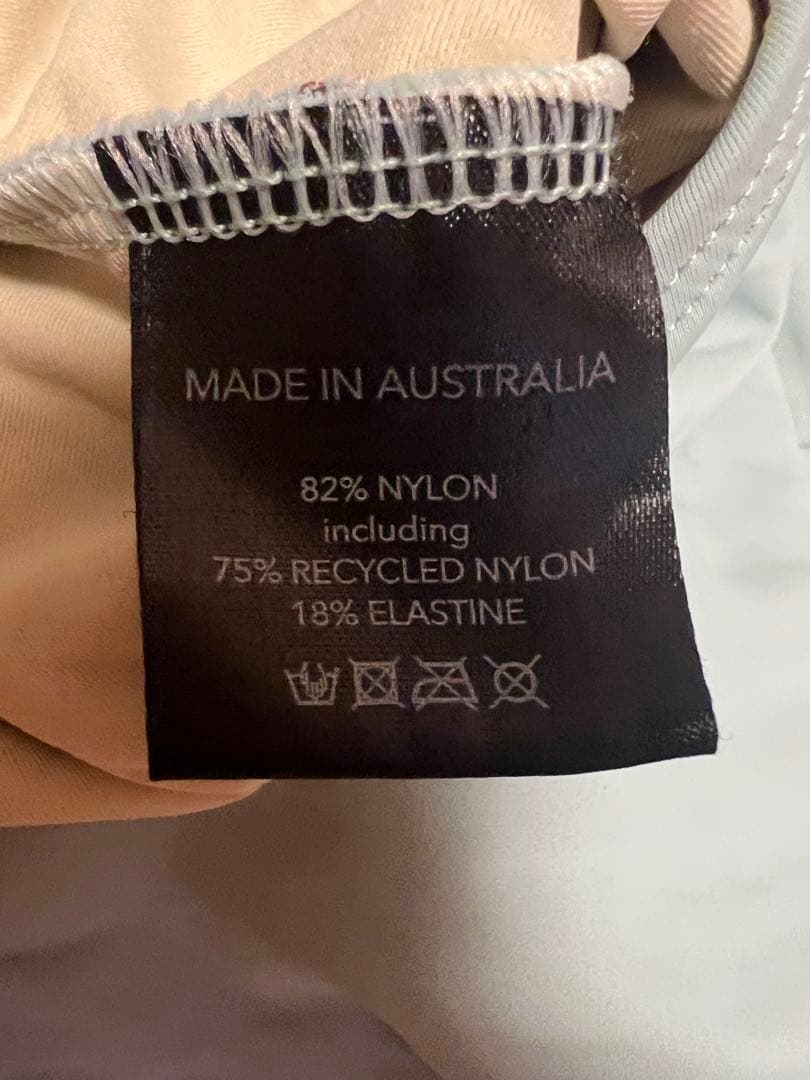 MADE IN AUSTRALIA
82% NYLON
including
75% RECYCLED NYLON
18% ELASTINE